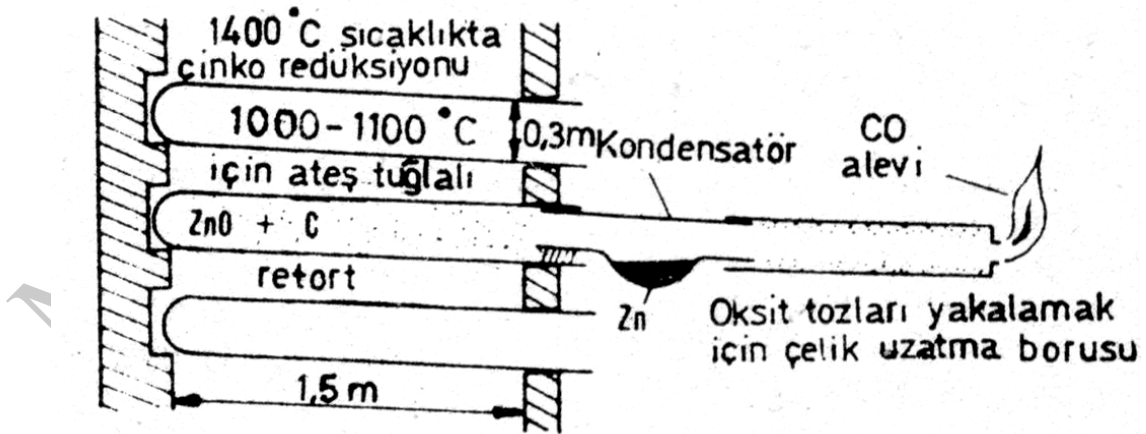 1400°C sıcaklıkta
çinko redüksiyonu
1000-1100 °C
için ateş tuğlalı
ZnO + C
retort
1,5 m
0,3m
Kondensatör
CO
alevi
Zn
Oksit tozları yakalamak
için çelik uzatma borusu